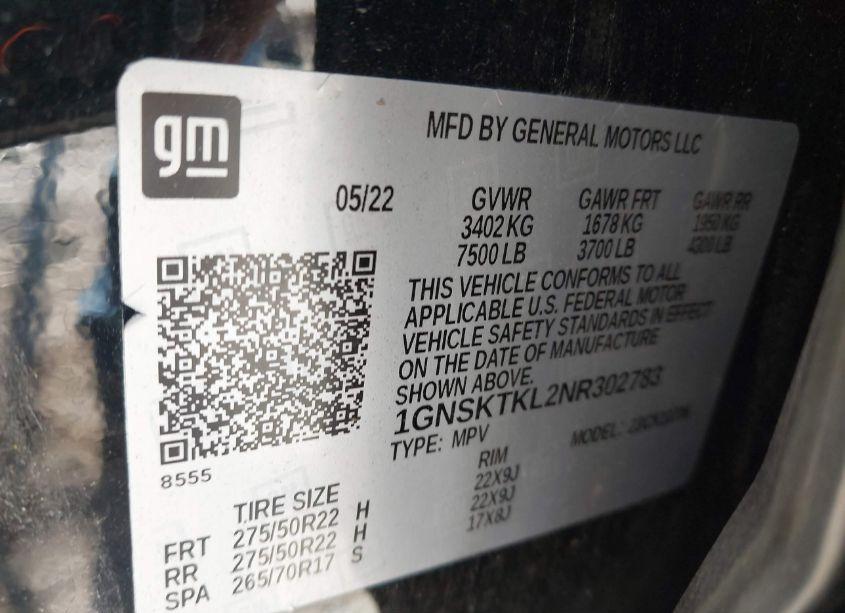 gm
MFD BY GENERAL MOTORS LLC
05/22 GVWR GAWR FRT GAWR RR
3402 KG 1678 KG 1950 KG
7500 LB 3700 LB 4300 LB
THIS VEHICLE CONFORMS TO ALL
APPLICABLE U.S. FEDERAL MOTOR
VEHICLE SAFETY STANDARDS IN EFFECT
ON THE DATE OF MANUFACTURE
SHOWN ABOVE.
1GNSKTKL2NR302783
TYPE: MPV MODEL:
8555
TIRE SIZE RIM
FRT 275/50R22 H 22X9J
RR 275/50R22 H 22X9J
SPA 265/70R17 S 17X8J